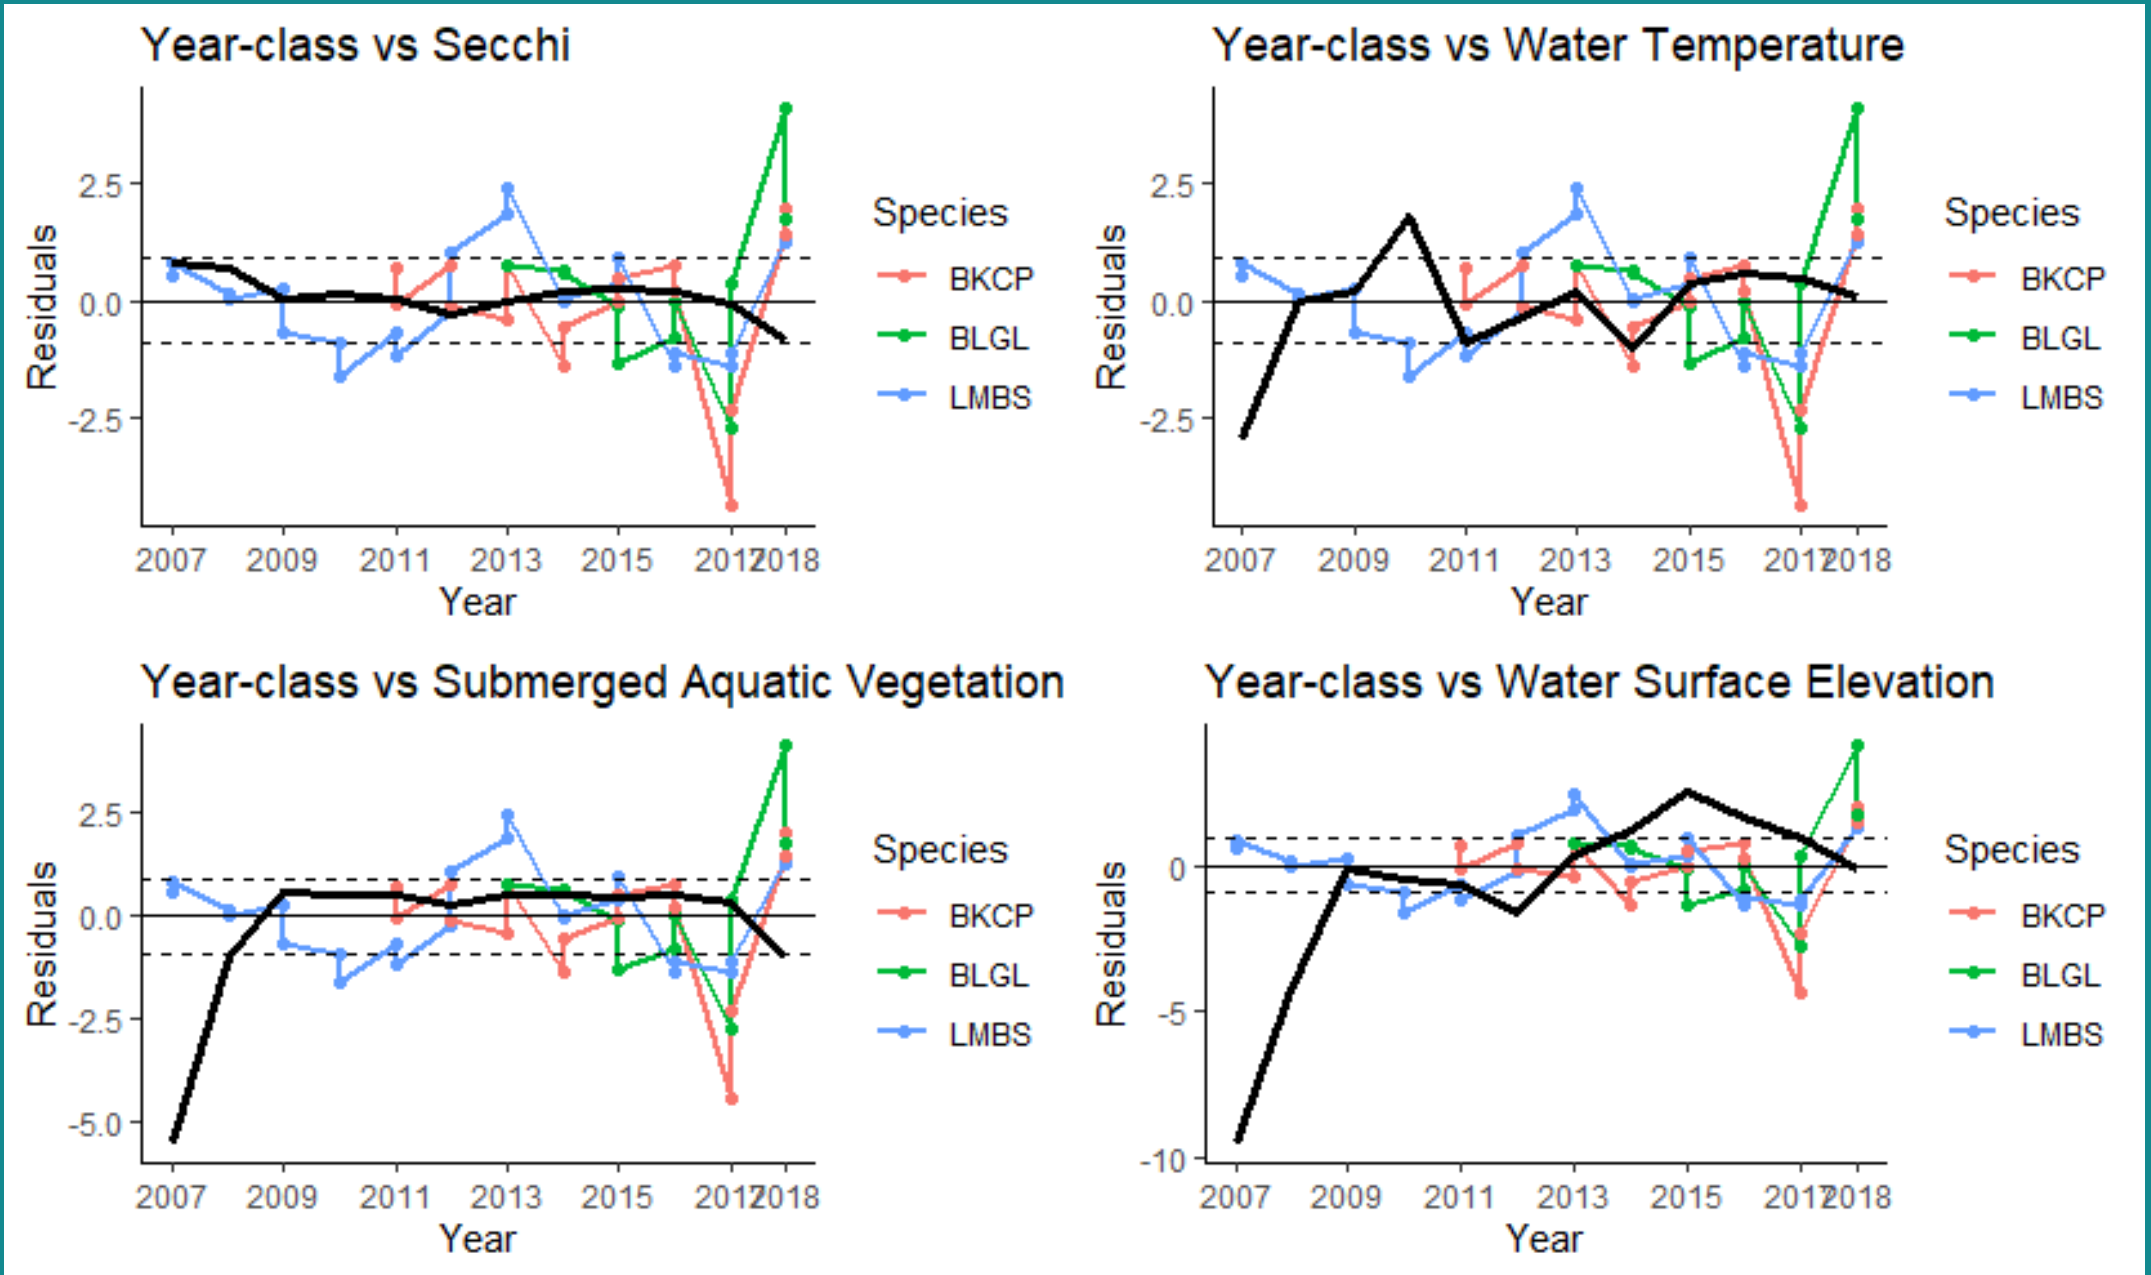 Year-class vs Secchi
Residuals
2.5
0.0
-2.5
2007 2009 2011 2013 2015 2017 2018
Year
Species
BKCP
BLGL
LMBS
Year-class vs Water Temperature
Residuals
2.5
0.0
-2.5
2007 2009 2011 2013 2015 2017 2018
Year
Species
BKCP
BLGL
LMBS
Year-class vs Submerged Aquatic Vegetation
Residuals
2.5
0.0
-2.5
-5.0
2007 2009 2011 2013 2015 2017 2018
Year
Species
BKCP
BLGL
LMBS
Year-class vs Water Surface Elevation
Residuals
0
-5
-10
2007 2009 2011 2013 2015 2017 2018
Year
Species
BKCP
BLGL
LMBS